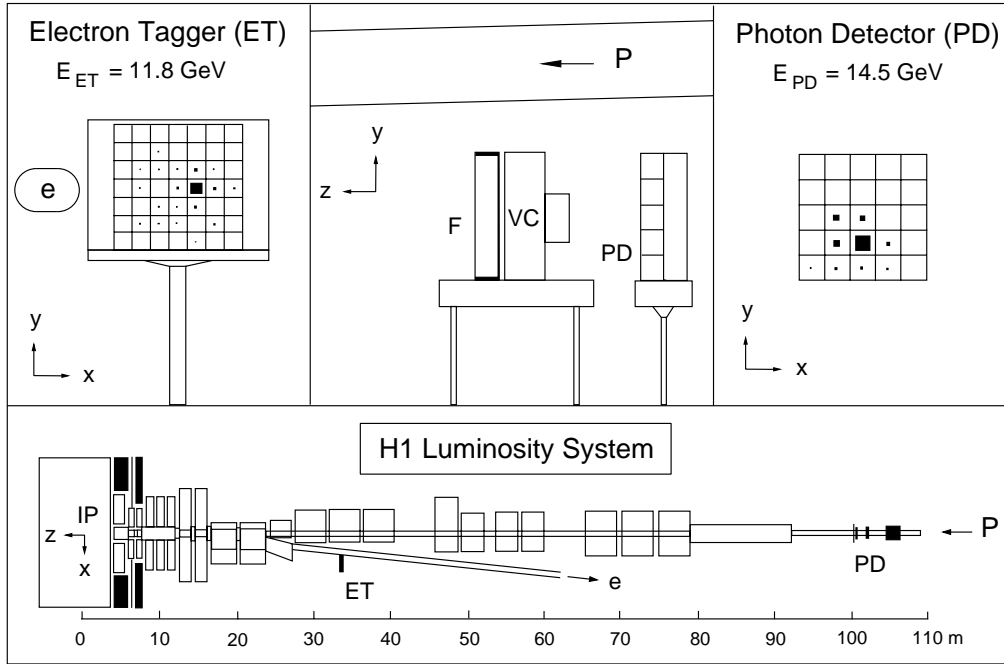 Electron Tagger (ET)
E ET = 11.8 GeV
e
y
x
P
y
z
F
VC
PD
Photon Detector (PD)
E PD = 14.5 GeV
y
x
H1 Luminosity System
IP
z
x
ET
e
PD
P
0 10 20 30 40 50 60 70 80 90 100 110 m